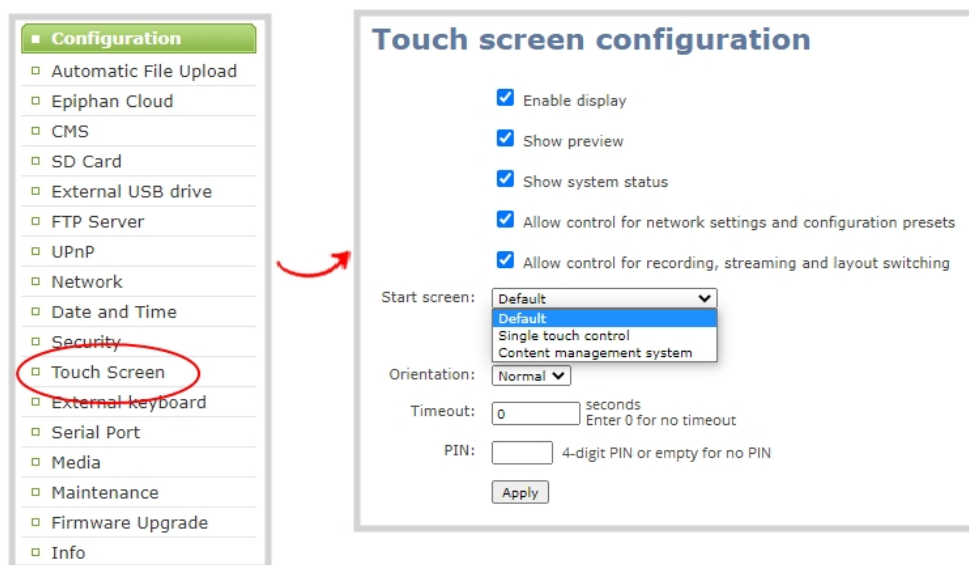 Configuration
Automatic File Upload
Epiphan Cloud
CMS
SD Card
External USB drive
FTP Server
UPnP
Network
Date and Time
Security
Touch Screen
External keyboard
Serial Port
Media
Maintenance
Firmware Upgrade
Info
Touch screen configuration
Enable display
Show preview
Show system status
Allow control for network settings and configuration presets
Allow control for recording, streaming and layout switching
Start screen: Default
Default
Single touch control
Content management system
Orientation: Normal
Timeout: 0 seconds
Enter 0 for no timeout
PIN: 4-digit PIN or empty for no PIN
Apply